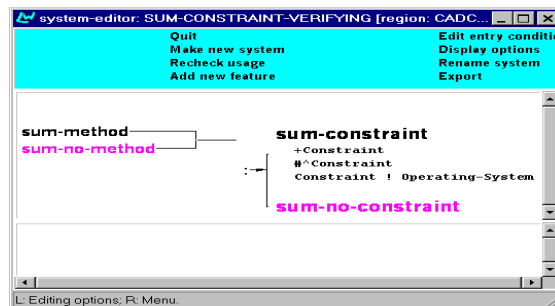 system-editor: SUM-CONSTRAINT-VERIFYING [region: CADC...
Quit
Make new system
Recheck usage
Add new feature
Edit entry conditio
Display options
Rename system
Export
sum-method
sum-no-method
:
sum-constraint
+Constraint
#^Constraint
Constraint ! Operating-System
sum-no-constraint
L: Editing options; R: Menu.